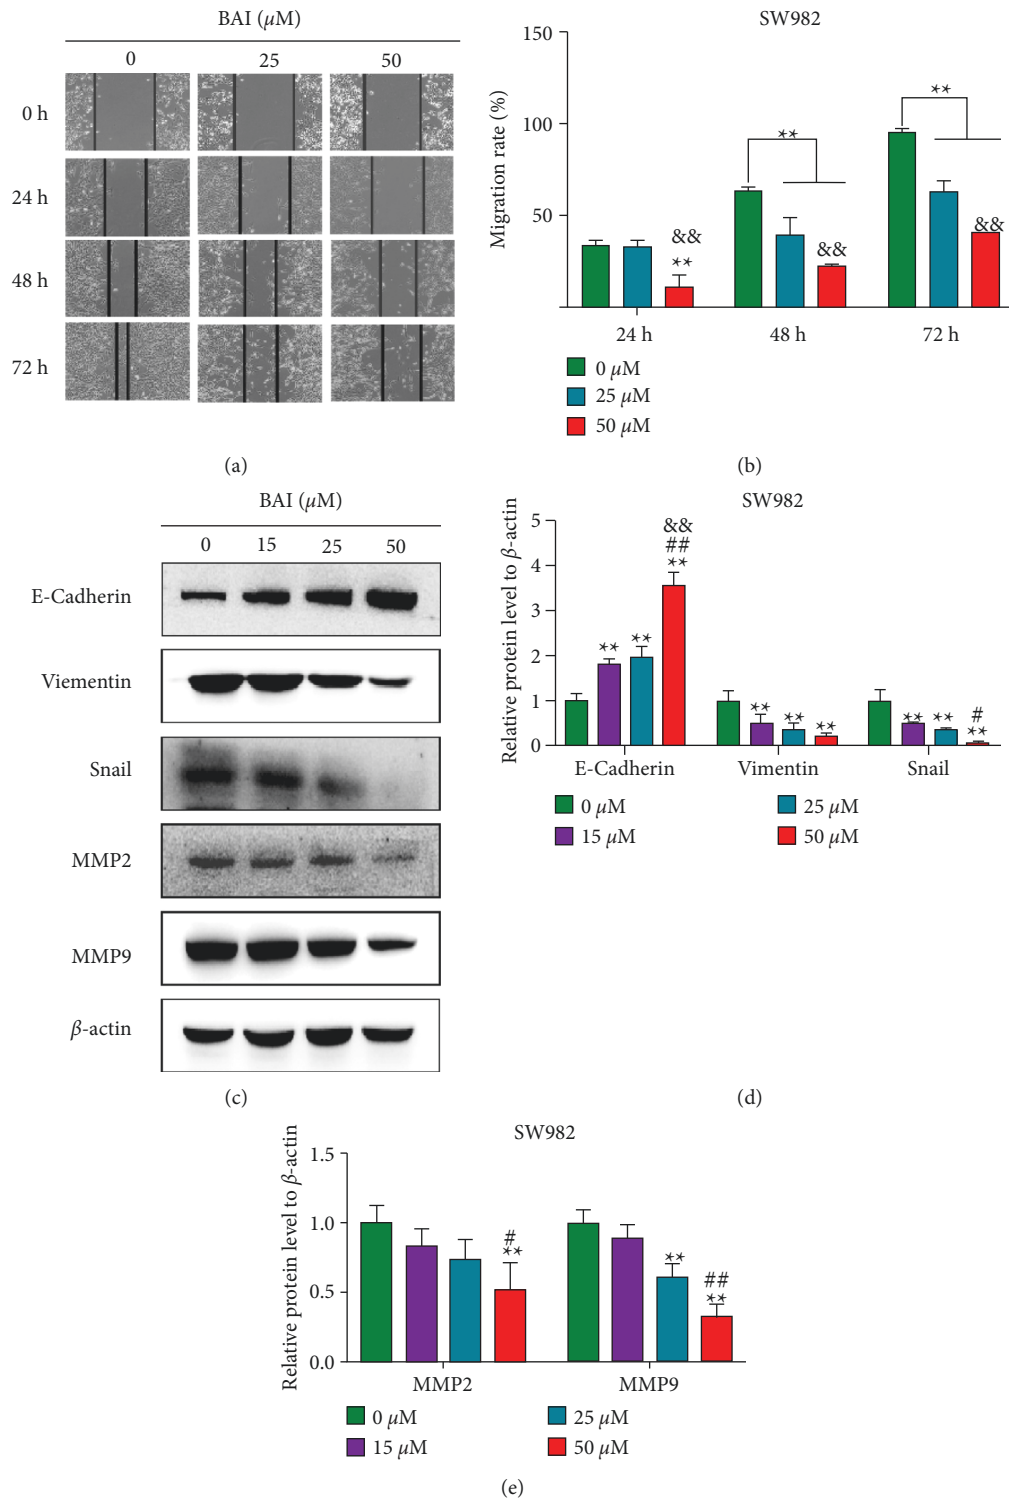 BAI (μM)
0 25 50
0 h
24 h
48 h
72 h
(a)
SW982
Migration rate (%)
150
100
50
**
**
&&
**
&&
&&
24 h 48 h 72 h
0 μM
25 μM
50 μM
(b)
BAI (μM)
0 15 25 50
E-Cadherin
Viementin
Snail
MMP2
MMP9
β-actin
(c)
SW982
Relative protein level to β-actin
5
4
3
2
1
0
** ** && ## **
** ** **
** ** # **
E-Cadherin Vimentin Snail
0 μM 25 μM
15 μM 50 μM
(d)
SW982
Relative protein level to β-actin
1.5
1.0
0.5
0.0
# **
** ## **
MMP2 MMP9
0 μM 25 μM
15 μM 50 μM
(e)